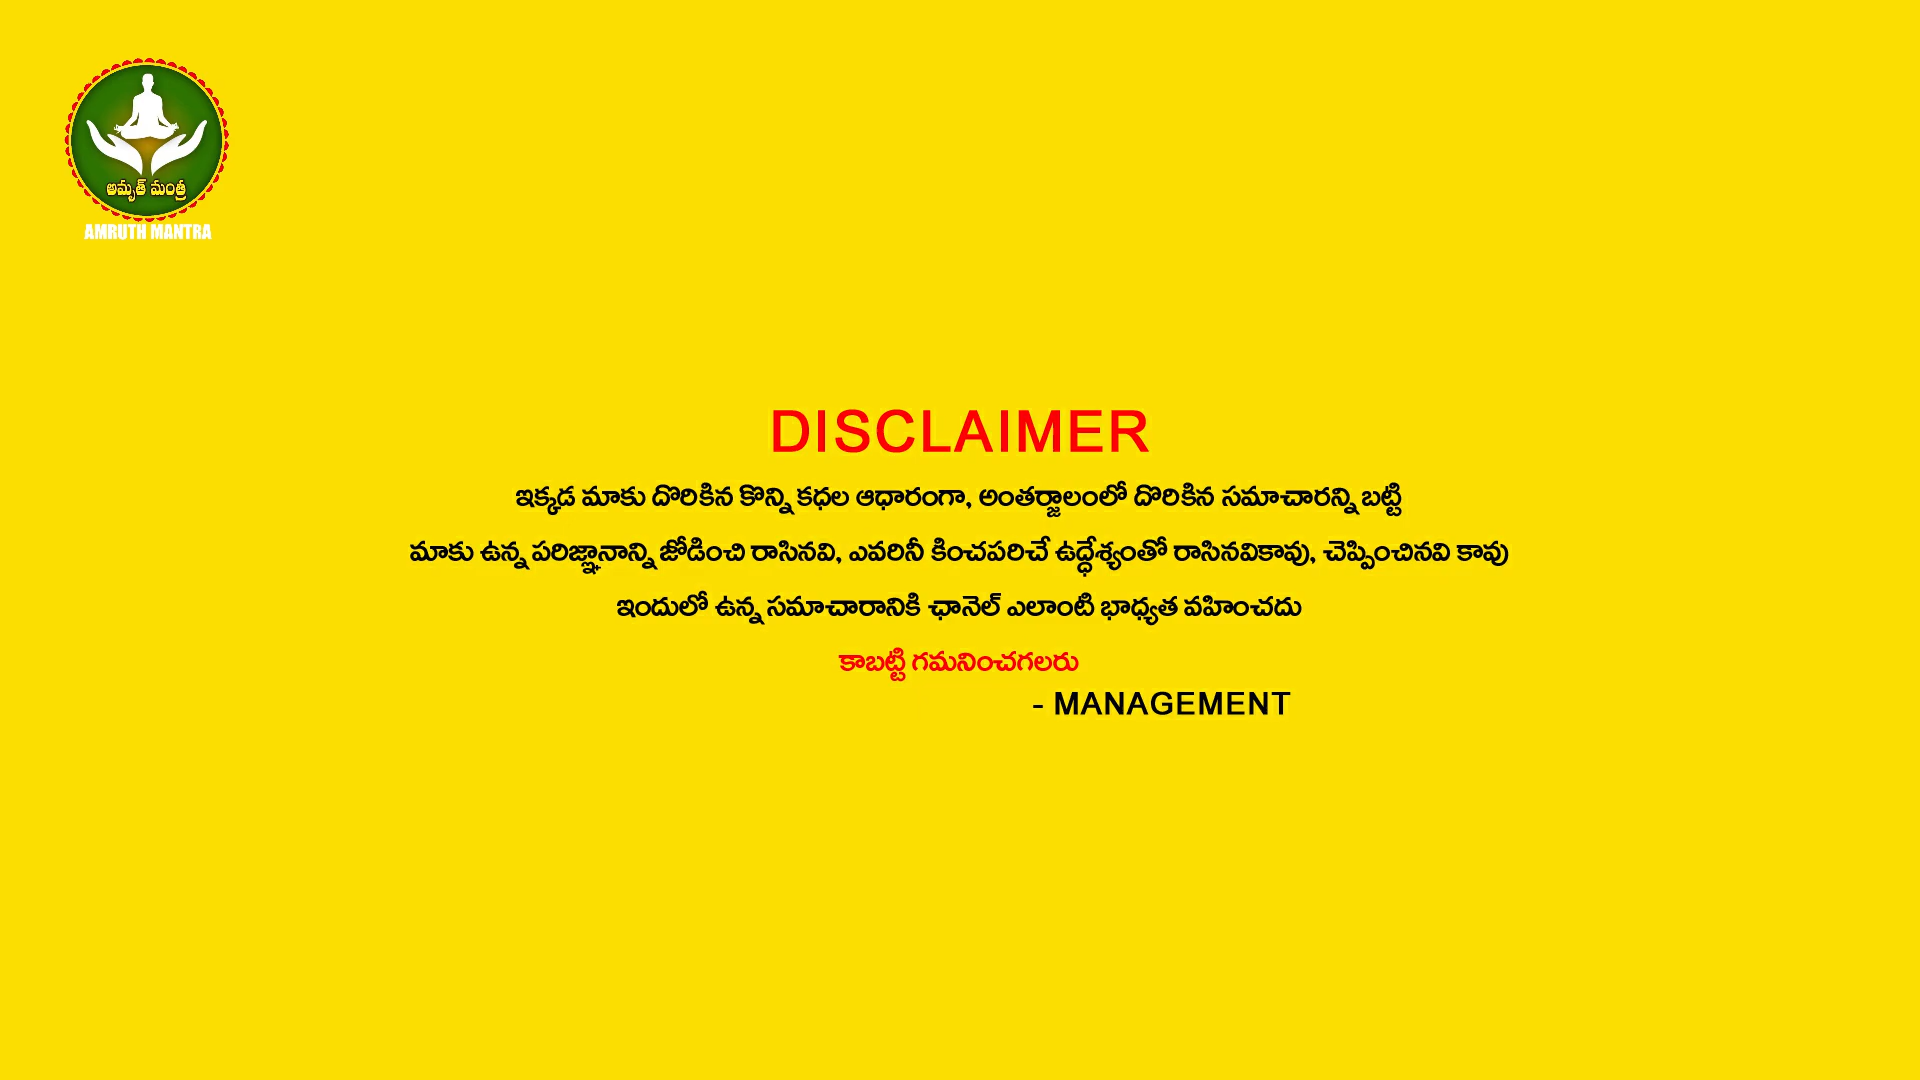 అమృత్ మంత్ర
AMRUTH MANTRA
DISCLAIMER
ఇక్కడ మాకు దొరికిన కొన్ని కధల ఆధారంగా, అంతర్జాలంలో దొరికిన సమాచారన్ని బట్టి
మాకు ఉన్న పరిజ్ఞానాన్ని జోడించి రాసినవి, ఎవరినీ కించపరిచే ఉద్ధేశ్యంతో రాసినవికావు, చెప్పించినవి కావు
ఇందులో ఉన్న సమాచారానికి ఛానెల్ ఎలాంటి భాధ్యత వహించదు
కాబట్టి గమనించగలరు
- MANAGEMENT